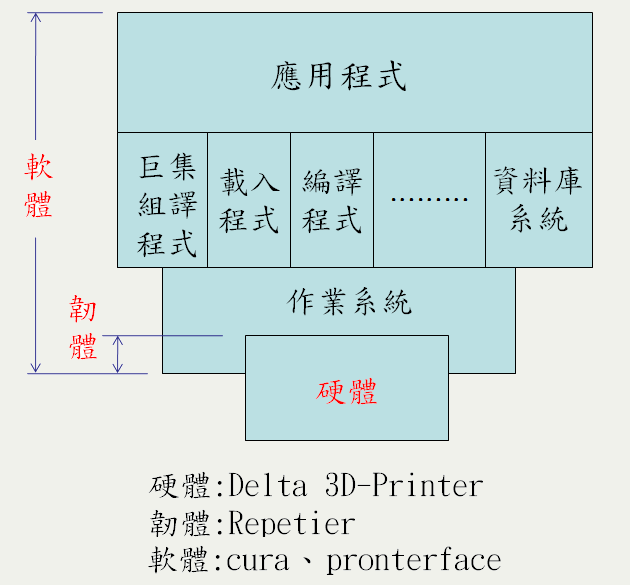 應用程式
軟體
巨集
組譯
程式
載入
程式
編譯
程式
.........
資料庫
系統
作業系統
韌體
硬體
硬體:Delta 3D-Printer
韌體:Repetier
軟體:cura、pronterface